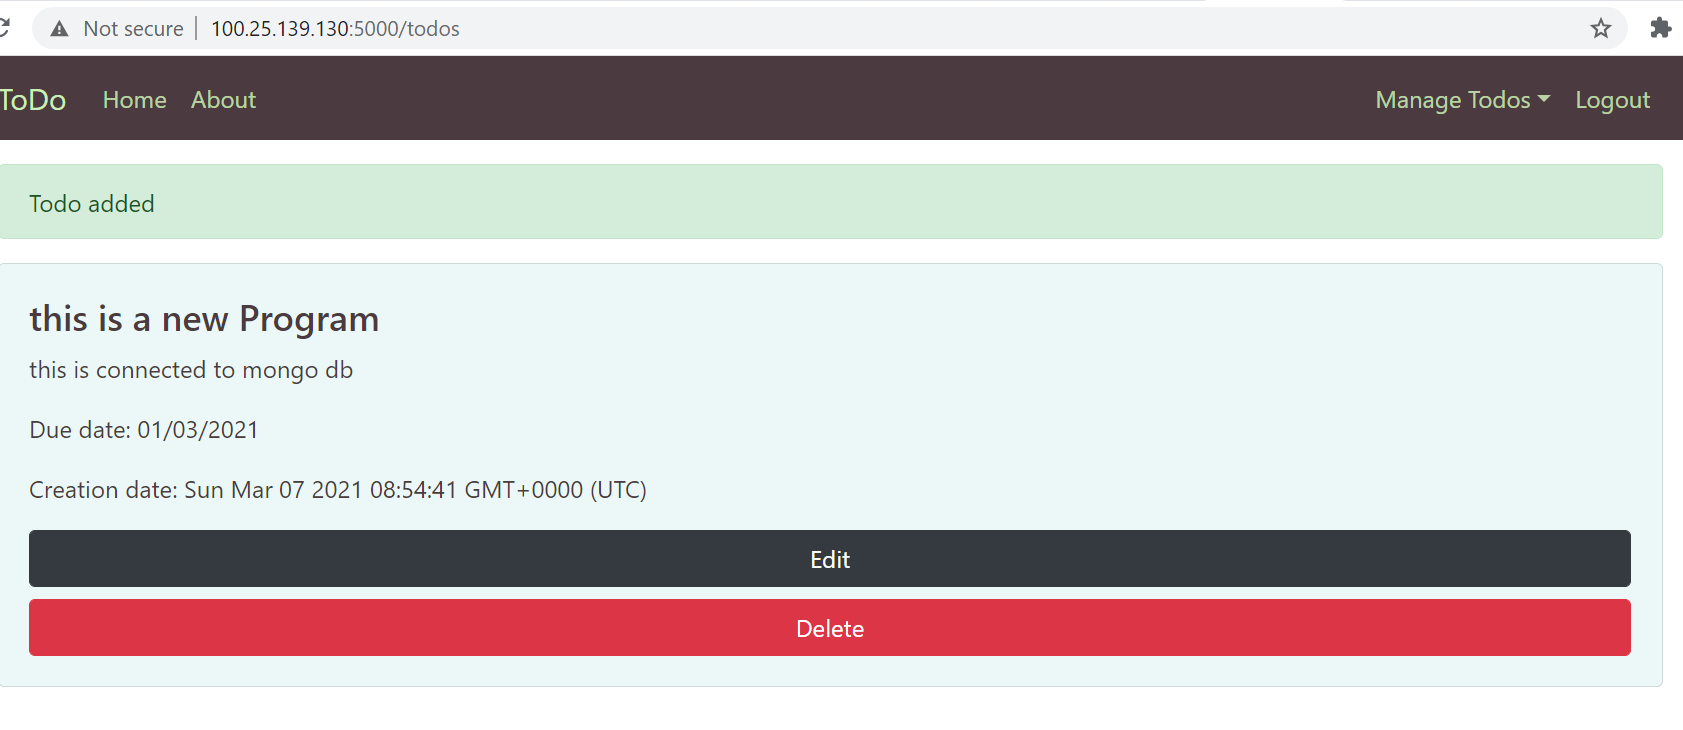 Not secure 100.25.139.130:5000/todos
ToDo Home About Manage Todos Logout
Todo added
this is a new Program
this is connected to mongo db
Due date: 01/03/2021
Creation date: Sun Mar 07 2021 08:54:41 GMT+0000 (UTC)
Edit
Delete